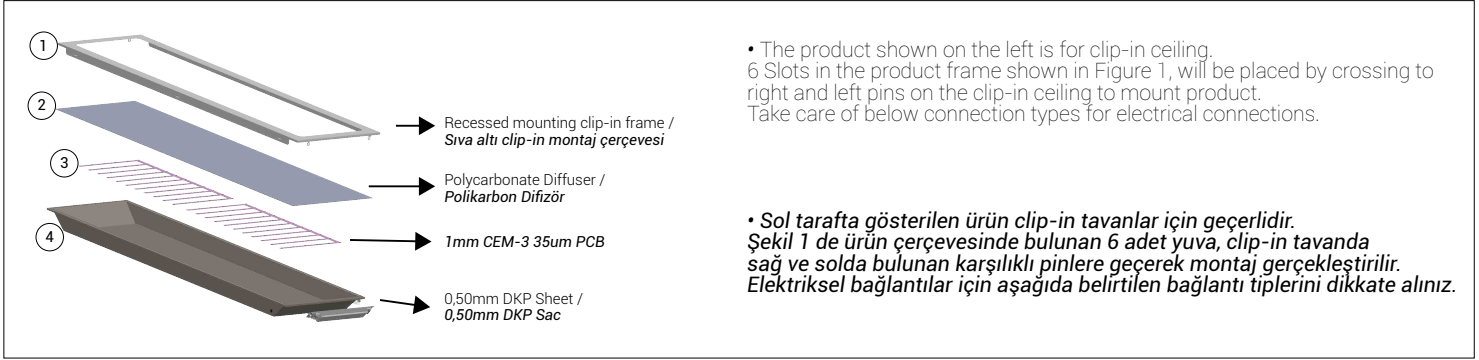 1
Recessed mounting clip-in frame /
Sıva altı clip-in montaj çerçevesi
2
Polycarbonate Diffuser /
Polikarbon Difizör
3
1mm CEM-3 35um PCB
4
0,50mm DKP Sheet /
0,50mm DKP Sac
• The product shown on the left is for clip-in ceiling.
6 Slots in the product frame shown in Figure 1, will be placed by crossing to
right and left pins on the clip-in ceiling to mount product.
Take care of below connection types for electrical connections.
• Sol tarafta gösterilen ürün clip-in tavanlar için geçerlidir.
Şekil 1 de ürün çerçevesinde bulunan 6 adet yuva, clip-in tavanda
sağ ve solda bulunan karşılıklı pinlere geçerek montaj gerçekleştirilir.
Elektriksel bağlantılar için aşağıda belirtilen bağlantı tiplerini dikkate alınız.